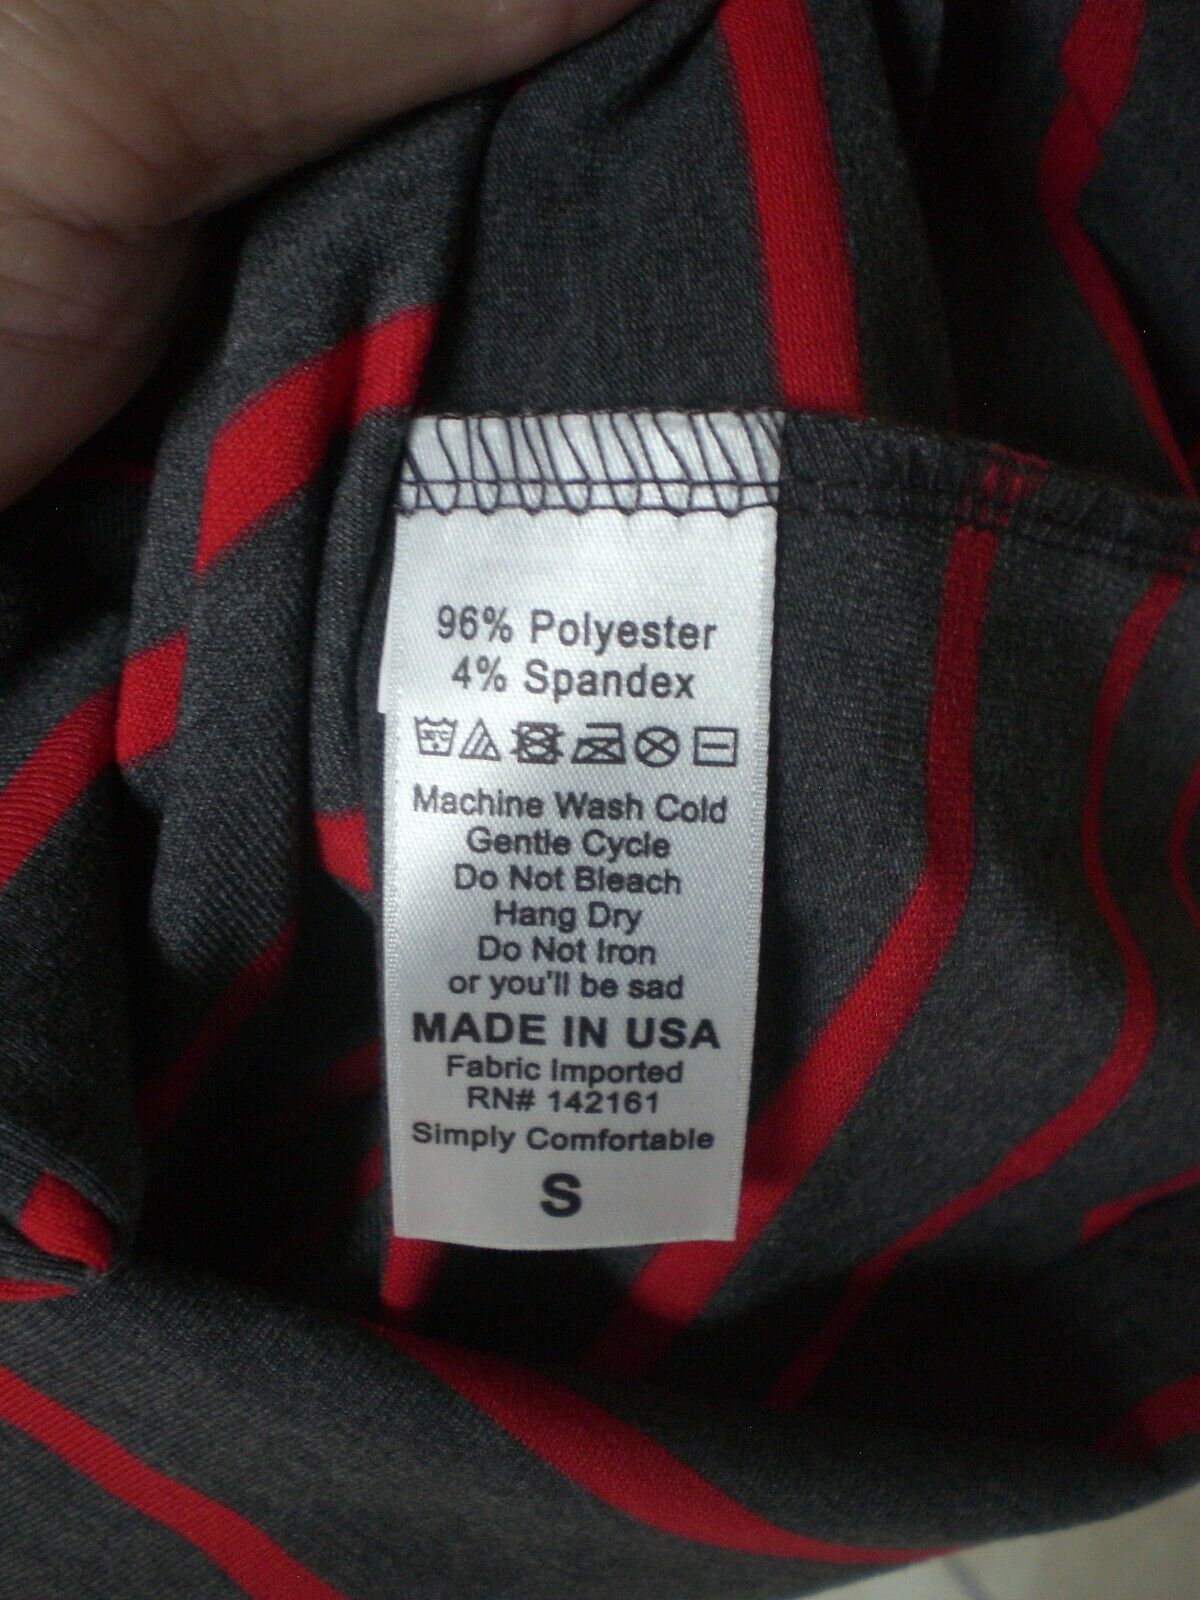 96% Polyester
4% Spandex
Machine Wash Cold
Gentle Cycle
Do Not Bleach
Hang Dry
Do Not Iron
or you'll be sad
MADE IN USA
Fabric Imported
RN# 142161
Simply Comfortable
S